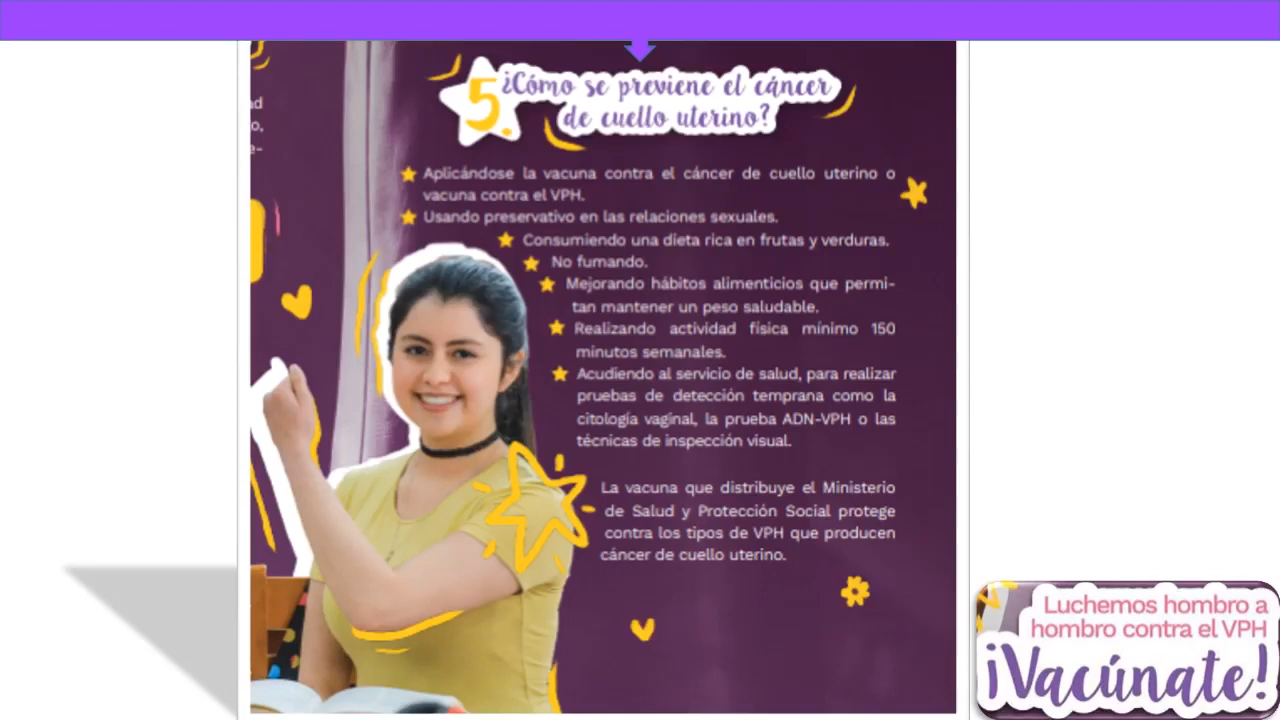 ad
o,
e-
5.
¿Cómo se previene el cáncer
de cuello uterino?
Aplicándose la vacuna contra el cáncer de cuello uterino o
vacuna contra el VPH.
Usando preservativo en las relaciones sexuales.
Consumiendo una dieta rica en frutas y verduras.
No fumando.
Mejorando hábitos alimenticios que permi-
tan mantener un peso saludable.
Realizando actividad física mínimo 150
minutos semanales.
Acudiendo al servicio de salud, para realizar
pruebas de detección temprana como la
citología vaginal, la prueba ADN-VPH o las
técnicas de inspección visual.
La vacuna que distribuye el Ministerio
de Salud y Protección Social protege
contra los tipos de VPH que producen
cáncer de cuello uterino.
Luchemos hombro a
hombro contra el VPH
¡Vacúnate!